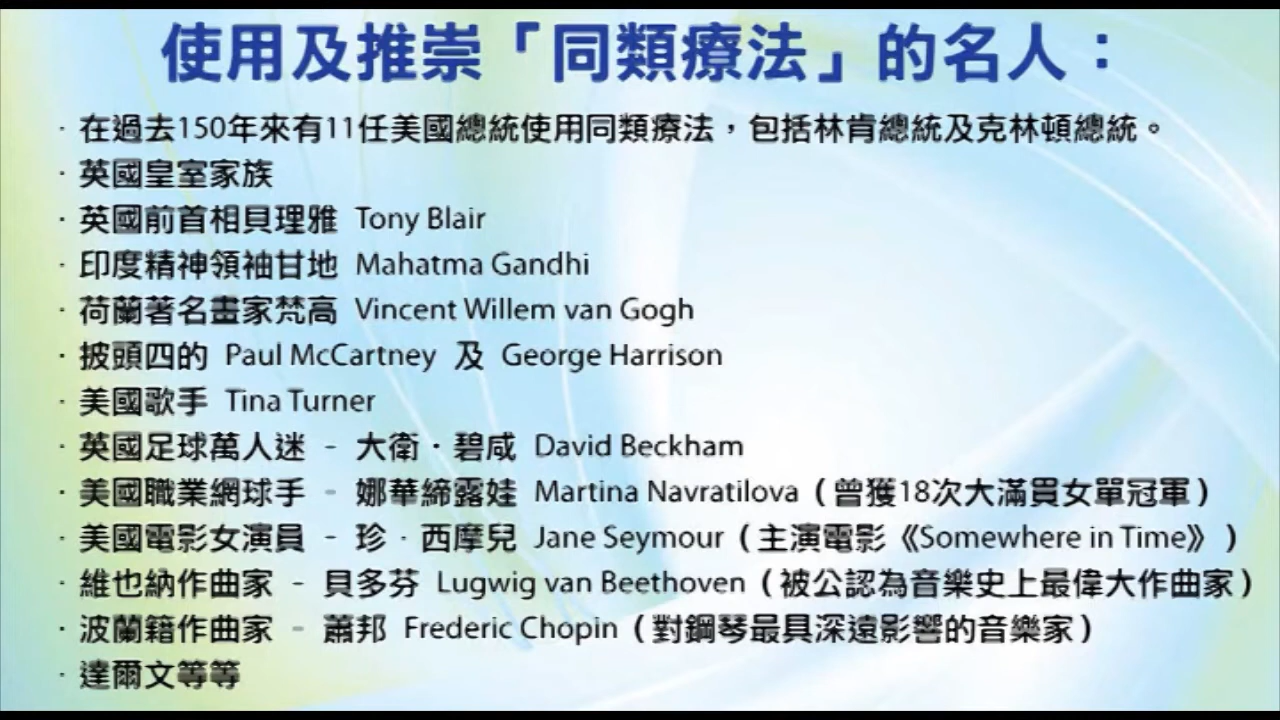 使用及推崇「同類療法」的名人：
· 在過去150年來有11任美國總統使用同類療法，包括林肯總統及克林頓總統。
· 英國皇室家族
· 英國前首相貝理雅 Tony Blair
· 印度精神領袖甘地 Mahatma Gandhi
· 荷蘭著名畫家梵高 Vincent Willem van Gogh
· 披頭四的 Paul McCartney 及 George Harrison
· 美國歌手 Tina Turner
· 英國足球萬人迷 - 大衛·碧咸 David Beckham
· 美國職業網球手 - 娜華締露娃 Martina Navratilova（曾獲18次大滿貫女單冠軍）
· 美國電影女演員 - 珍·西摩兒 Jane Seymour（主演電影《Somewhere in Time》）
· 維也納作曲家 - 貝多芬 Lugwig van Beethoven（被公認為音樂史上最偉大作曲家）
· 波蘭籍作曲家 - 蕭邦 Frederic Chopin（對鋼琴最具深遠影響的音樂家）
· 達爾文等等